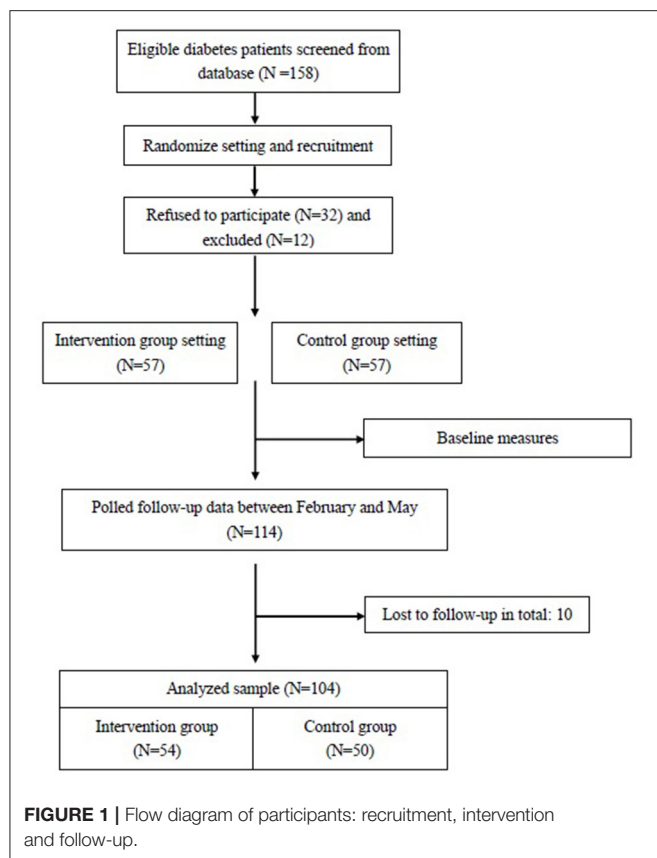 Eligible diabetes patients screened from
database (N =158)
Randomize setting and recruitment
Refused to participate (N=32) and
excluded (N=12)
Intervention group setting
(N=57)
Control group setting
(N=57)
Baseline measures
Polled follow-up data between February and May
(N=114)
Lost to follow-up in total: 10
Analyzed sample (N=104)
Intervention group
(N=54)
Control group
(N=50)
FIGURE 1 | Flow diagram of participants: recruitment, intervention
and follow-up.